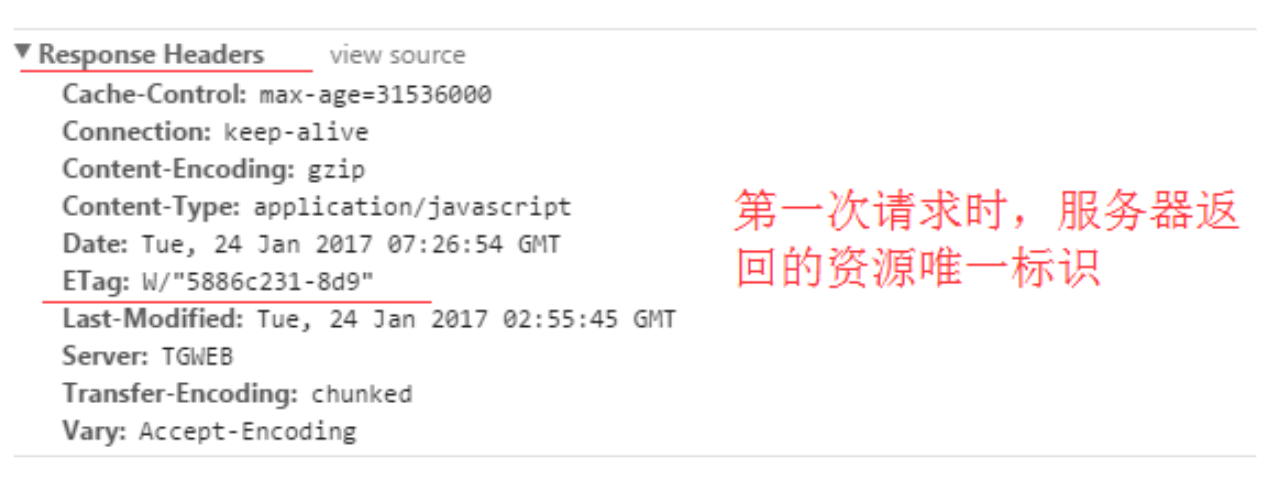 ▼ Response Headers view source
Cache-Control: max-age=31536000
Connection: keep-alive
Content-Encoding: gzip
Content-Type: application/javascript
Date: Tue, 24 Jan 2017 07:26:54 GMT
ETag: W/"5886c231-8d9"
Last-Modified: Tue, 24 Jan 2017 02:55:45 GMT
Server: TGWEB
Transfer-Encoding: chunked
Vary: Accept-Encoding
第一次请求时，服务器返
回的资源唯一标识